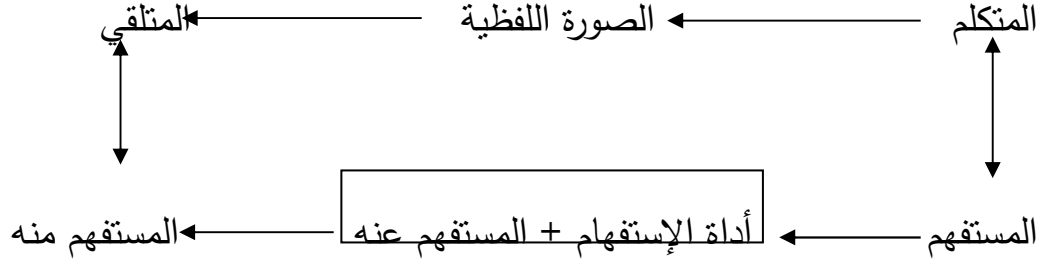 المتكلم الصورة اللفظية المتلقي
المستفهم أداة الإستفهام + المستفهم عنه المستفهم منه